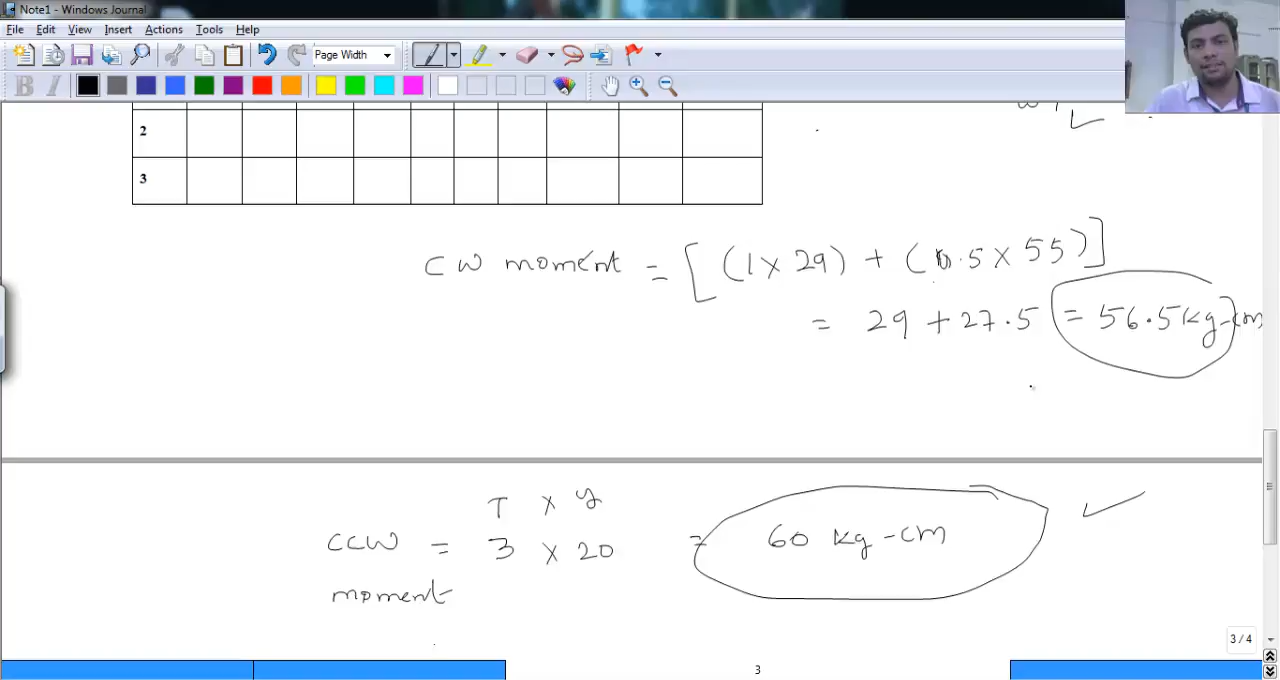 Note1 - Windows Journal
File Edit View Insert Actions Tools Help
Page Width
B I
2
3
CW moment = [(1 x 29) + (0.5 x 55)]
= 29 + 27.5 = 56.5 kg-cm
T x y
CCW = 3 x 20 = 60 kg-cm
moment
3 / 4
3